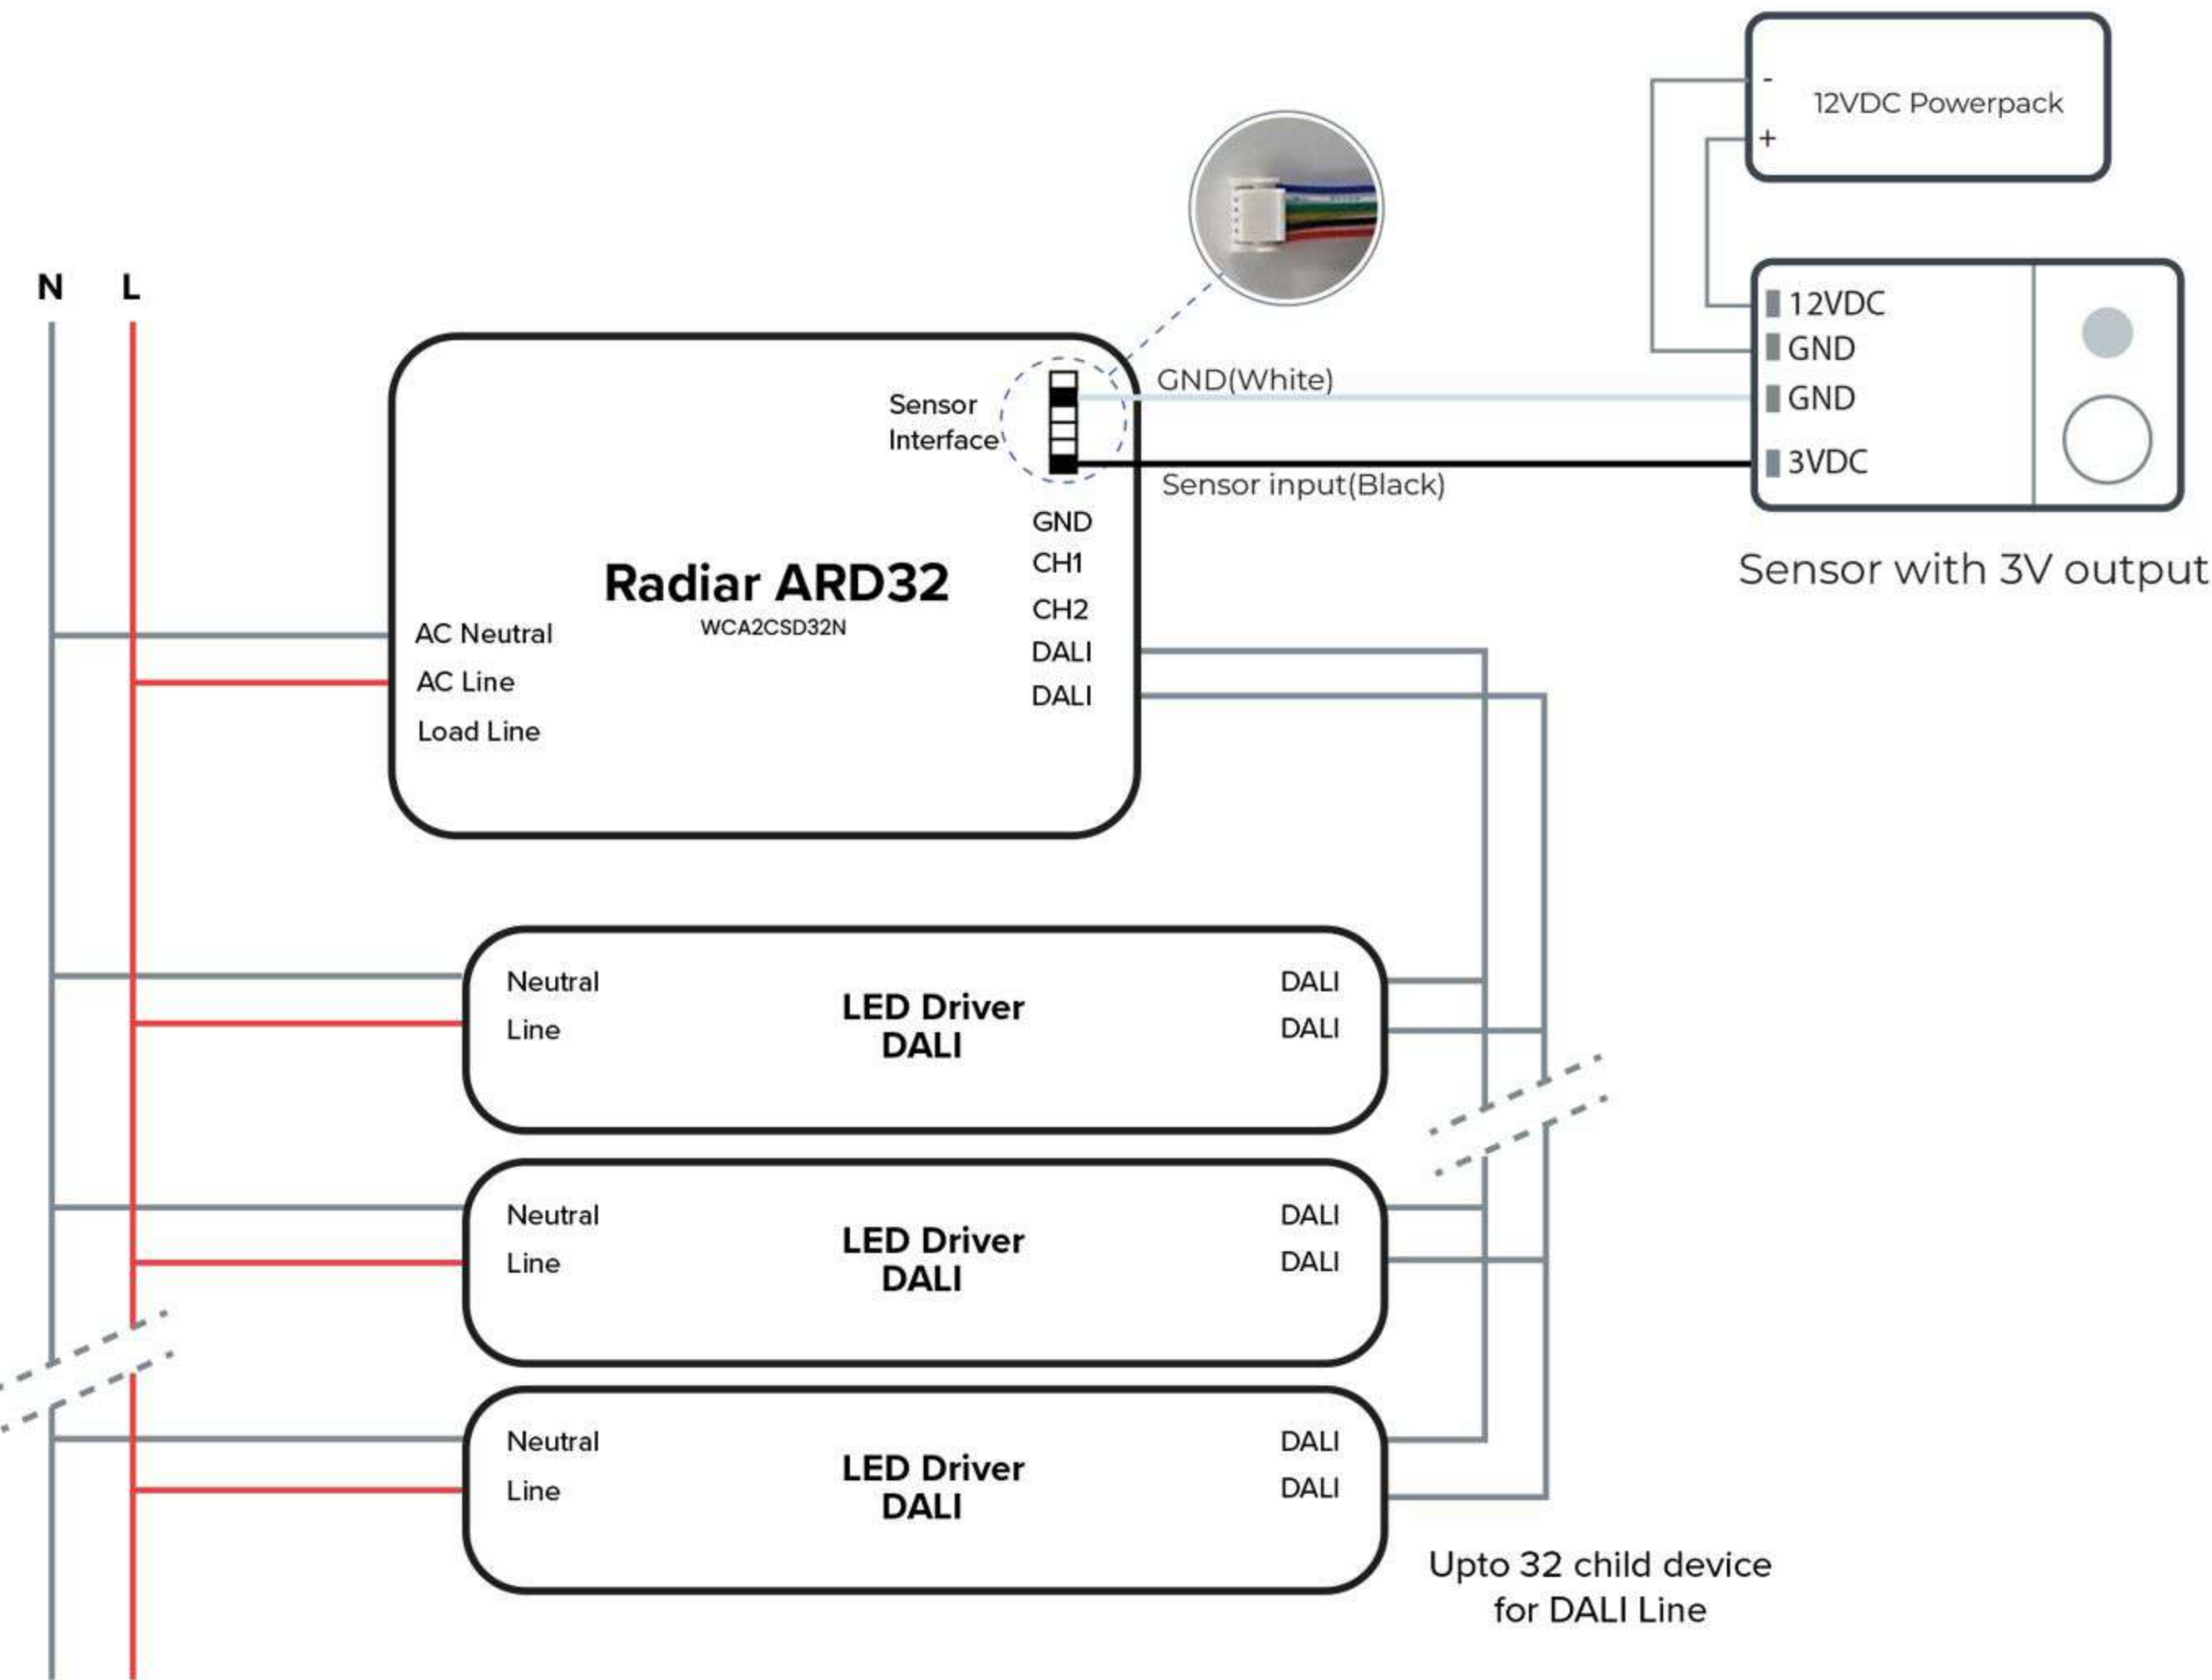 -
12VDC Powerpack
+
N L
12VDC
GND
GND
3VDC
GND(White)
Sensor
Interface
Sensor input(Black)
Sensor with 3V output
GND
CH1
CH2
DALI
DALI
Radiar ARD32
WCA2CSD32N
AC Neutral
AC Line
Load Line
Neutral
Line
LED Driver
DALI
DALI
DALI
Neutral
Line
LED Driver
DALI
DALI
DALI
Neutral
Line
LED Driver
DALI
DALI
DALI
Upto 32 child device
for DALI Line